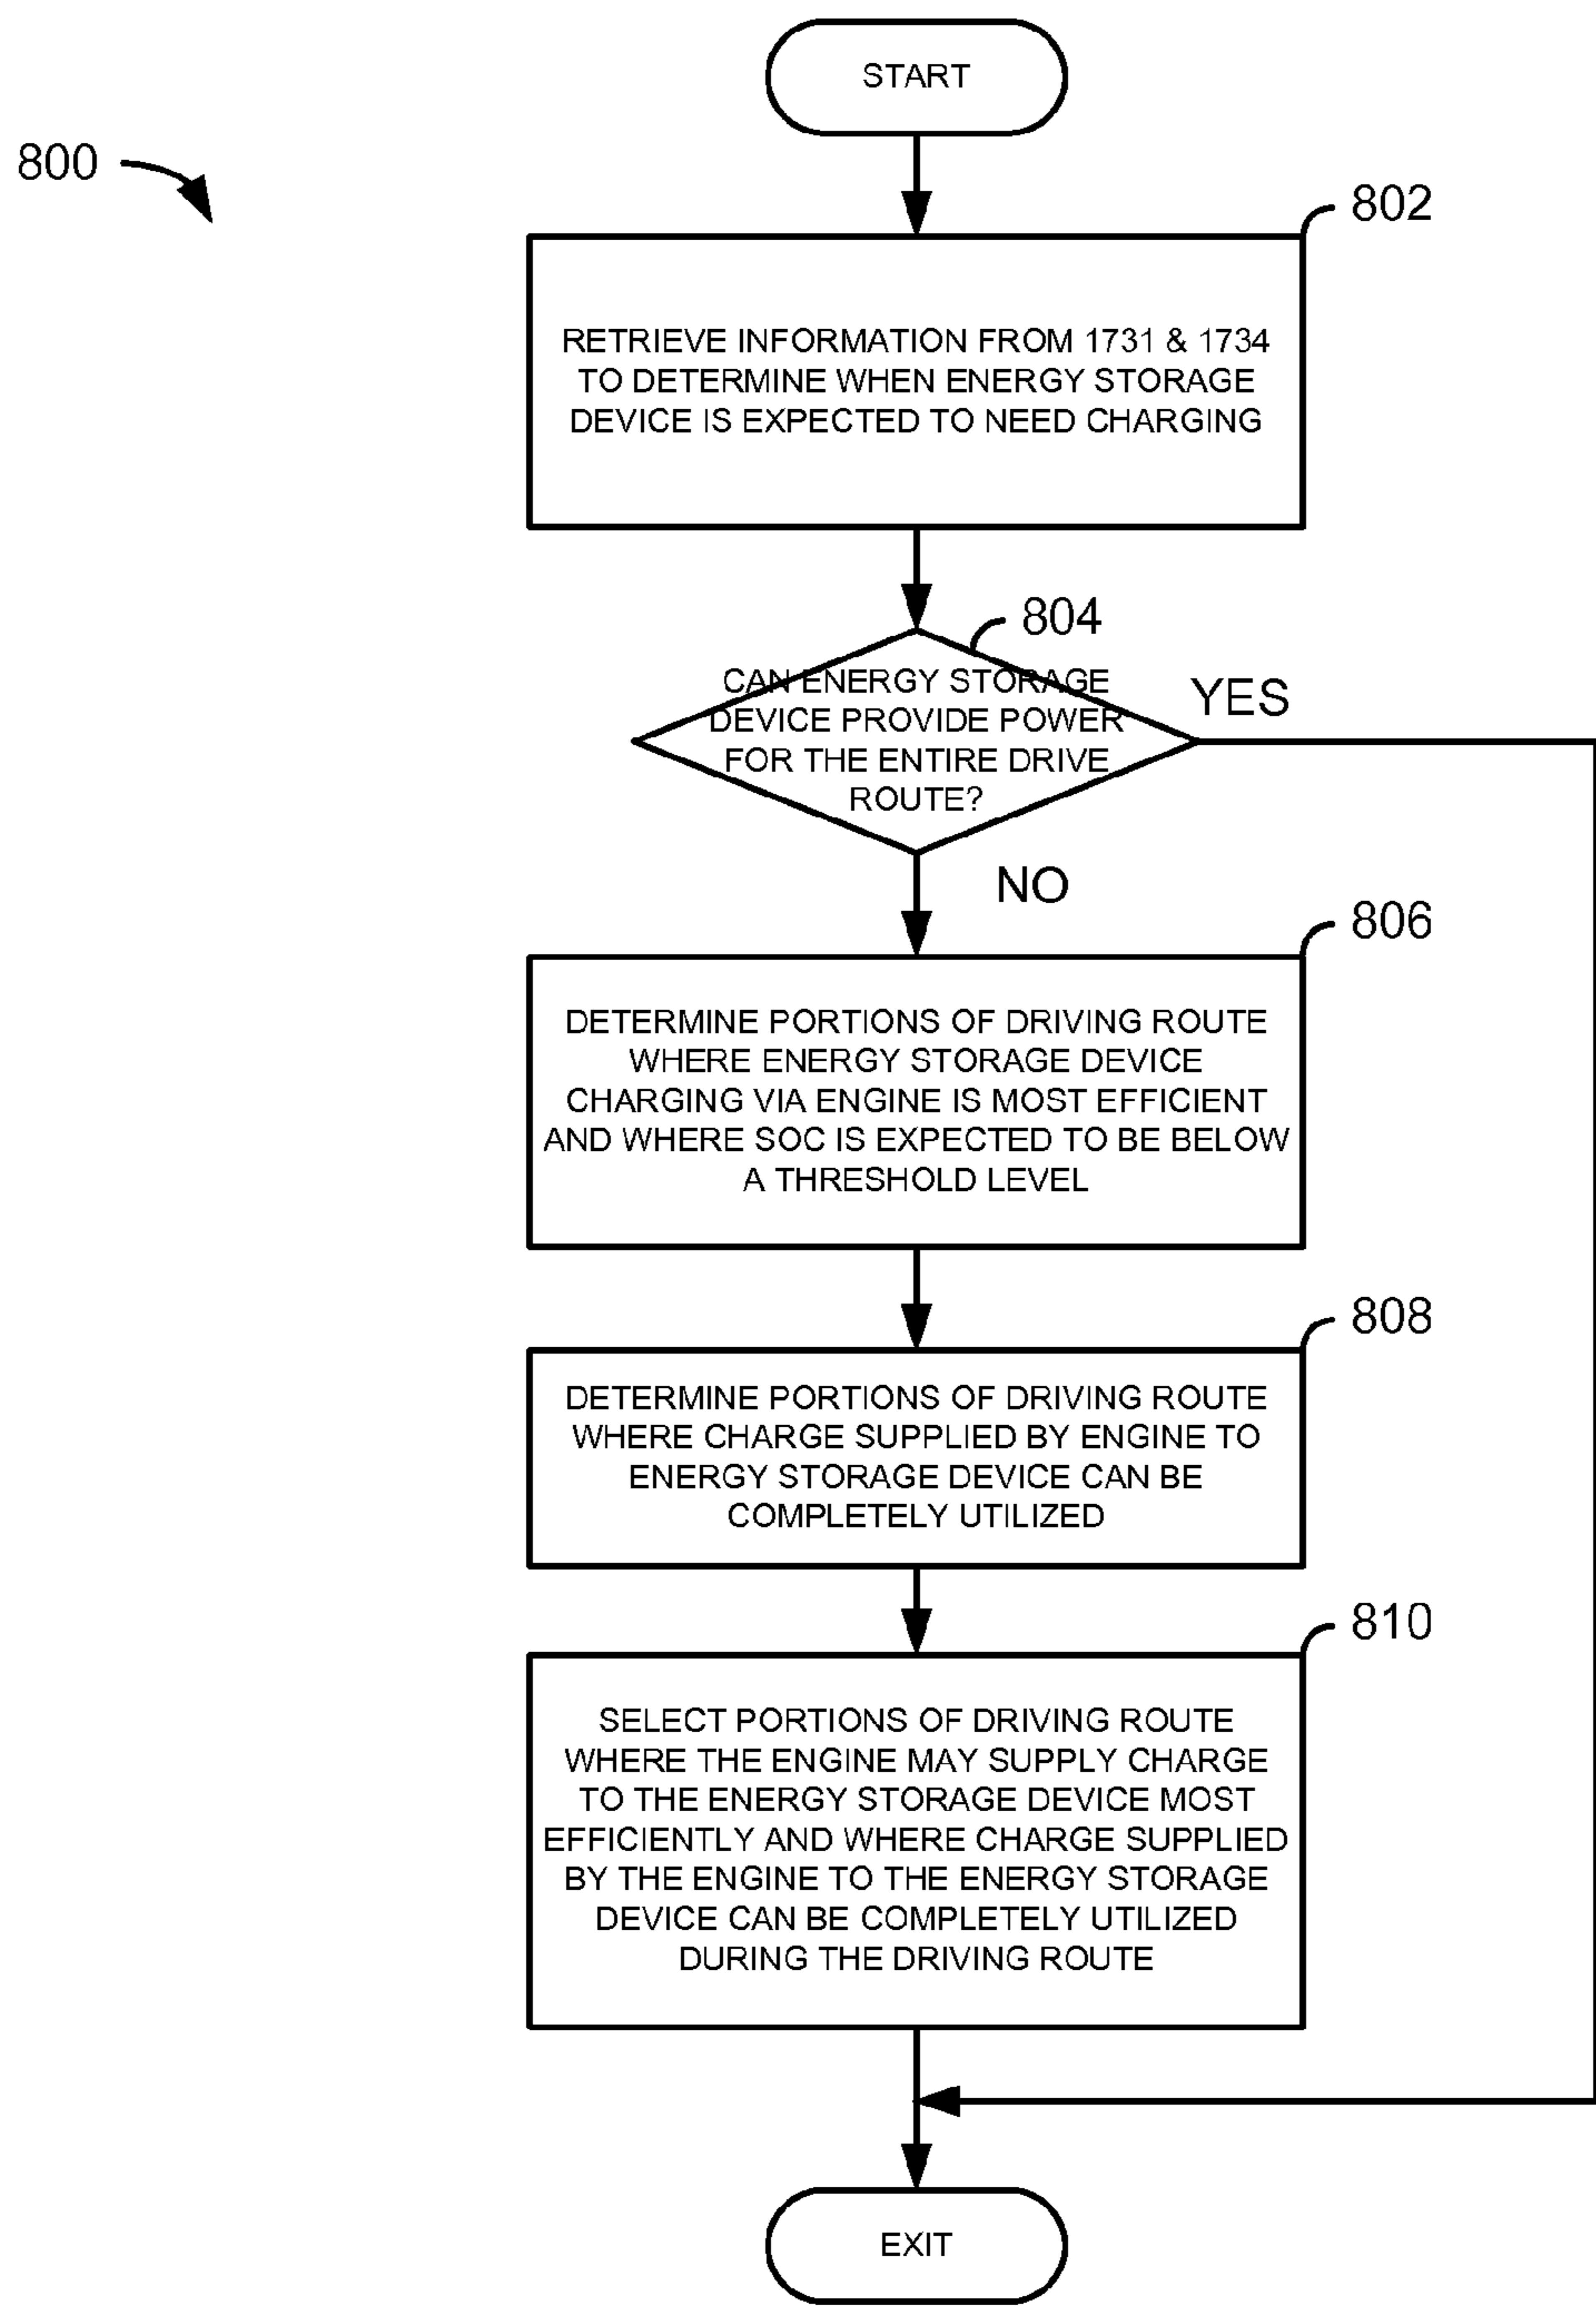 START
800
802
RETRIEVE INFORMATION FROM 1731 & 1734
TO DETERMINE WHEN ENERGY STORAGE
DEVICE IS EXPECTED TO NEED CHARGING
804
CAN ENERGY STORAGE
DEVICE PROVIDE POWER
FOR THE ENTIRE DRIVE
ROUTE?
YES
NO
806
DETERMINE PORTIONS OF DRIVING ROUTE
WHERE ENERGY STORAGE DEVICE
CHARGING VIA ENGINE IS MOST EFFICIENT
AND WHERE SOC IS EXPECTED TO BE BELOW
A THRESHOLD LEVEL
808
DETERMINE PORTIONS OF DRIVING ROUTE
WHERE CHARGE SUPPLIED BY ENGINE TO
ENERGY STORAGE DEVICE CAN BE
COMPLETELY UTILIZED
810
SELECT PORTIONS OF DRIVING ROUTE
WHERE THE ENGINE MAY SUPPLY CHARGE
TO THE ENERGY STORAGE DEVICE MOST
EFFICIENTLY AND WHERE CHARGE SUPPLIED
BY THE ENGINE TO THE ENERGY STORAGE
DEVICE CAN BE COMPLETELY UTILIZED
DURING THE DRIVING ROUTE
EXIT